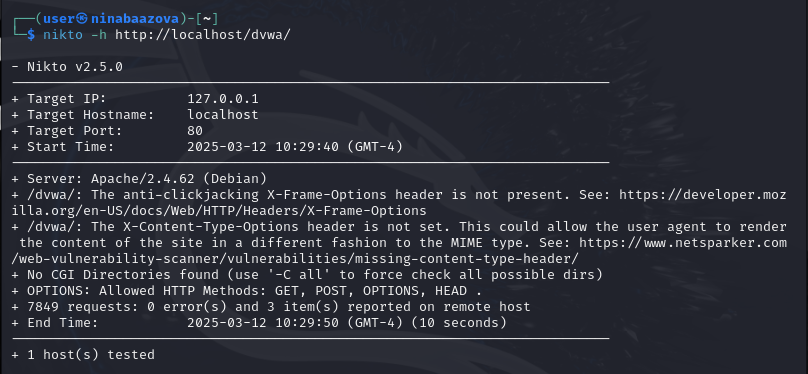 ┌──(user㉿ninabaazova)-[~]
└─$ nikto -h http://localhost/dvwa/
- Nikto v2.5.0
+ Target IP: 127.0.0.1
+ Target Hostname: localhost
+ Target Port: 80
+ Start Time: 2025-03-12 10:29:40 (GMT-4)
+ Server: Apache/2.4.62 (Debian)
+ /dvwa/: The anti-clickjacking X-Frame-Options header is not present. See: https://developer.moz
illa.org/en-US/docs/Web/HTTP/Headers/X-Frame-Options
+ /dvwa/: The X-Content-Type-Options header is not set. This could allow the user agent to render
 the content of the site in a different fashion to the MIME type. See: https://www.netsparker.com
/web-vulnerability-scanner/vulnerabilities/missing-content-type-header/
+ No CGI Directories found (use '-C all' to force check all possible dirs)
+ OPTIONS: Allowed HTTP Methods: GET, POST, OPTIONS, HEAD .
+ 7849 requests: 0 error(s) and 3 item(s) reported on remote host
+ End Time: 2025-03-12 10:29:50 (GMT-4) (10 seconds)
+ 1 host(s) tested